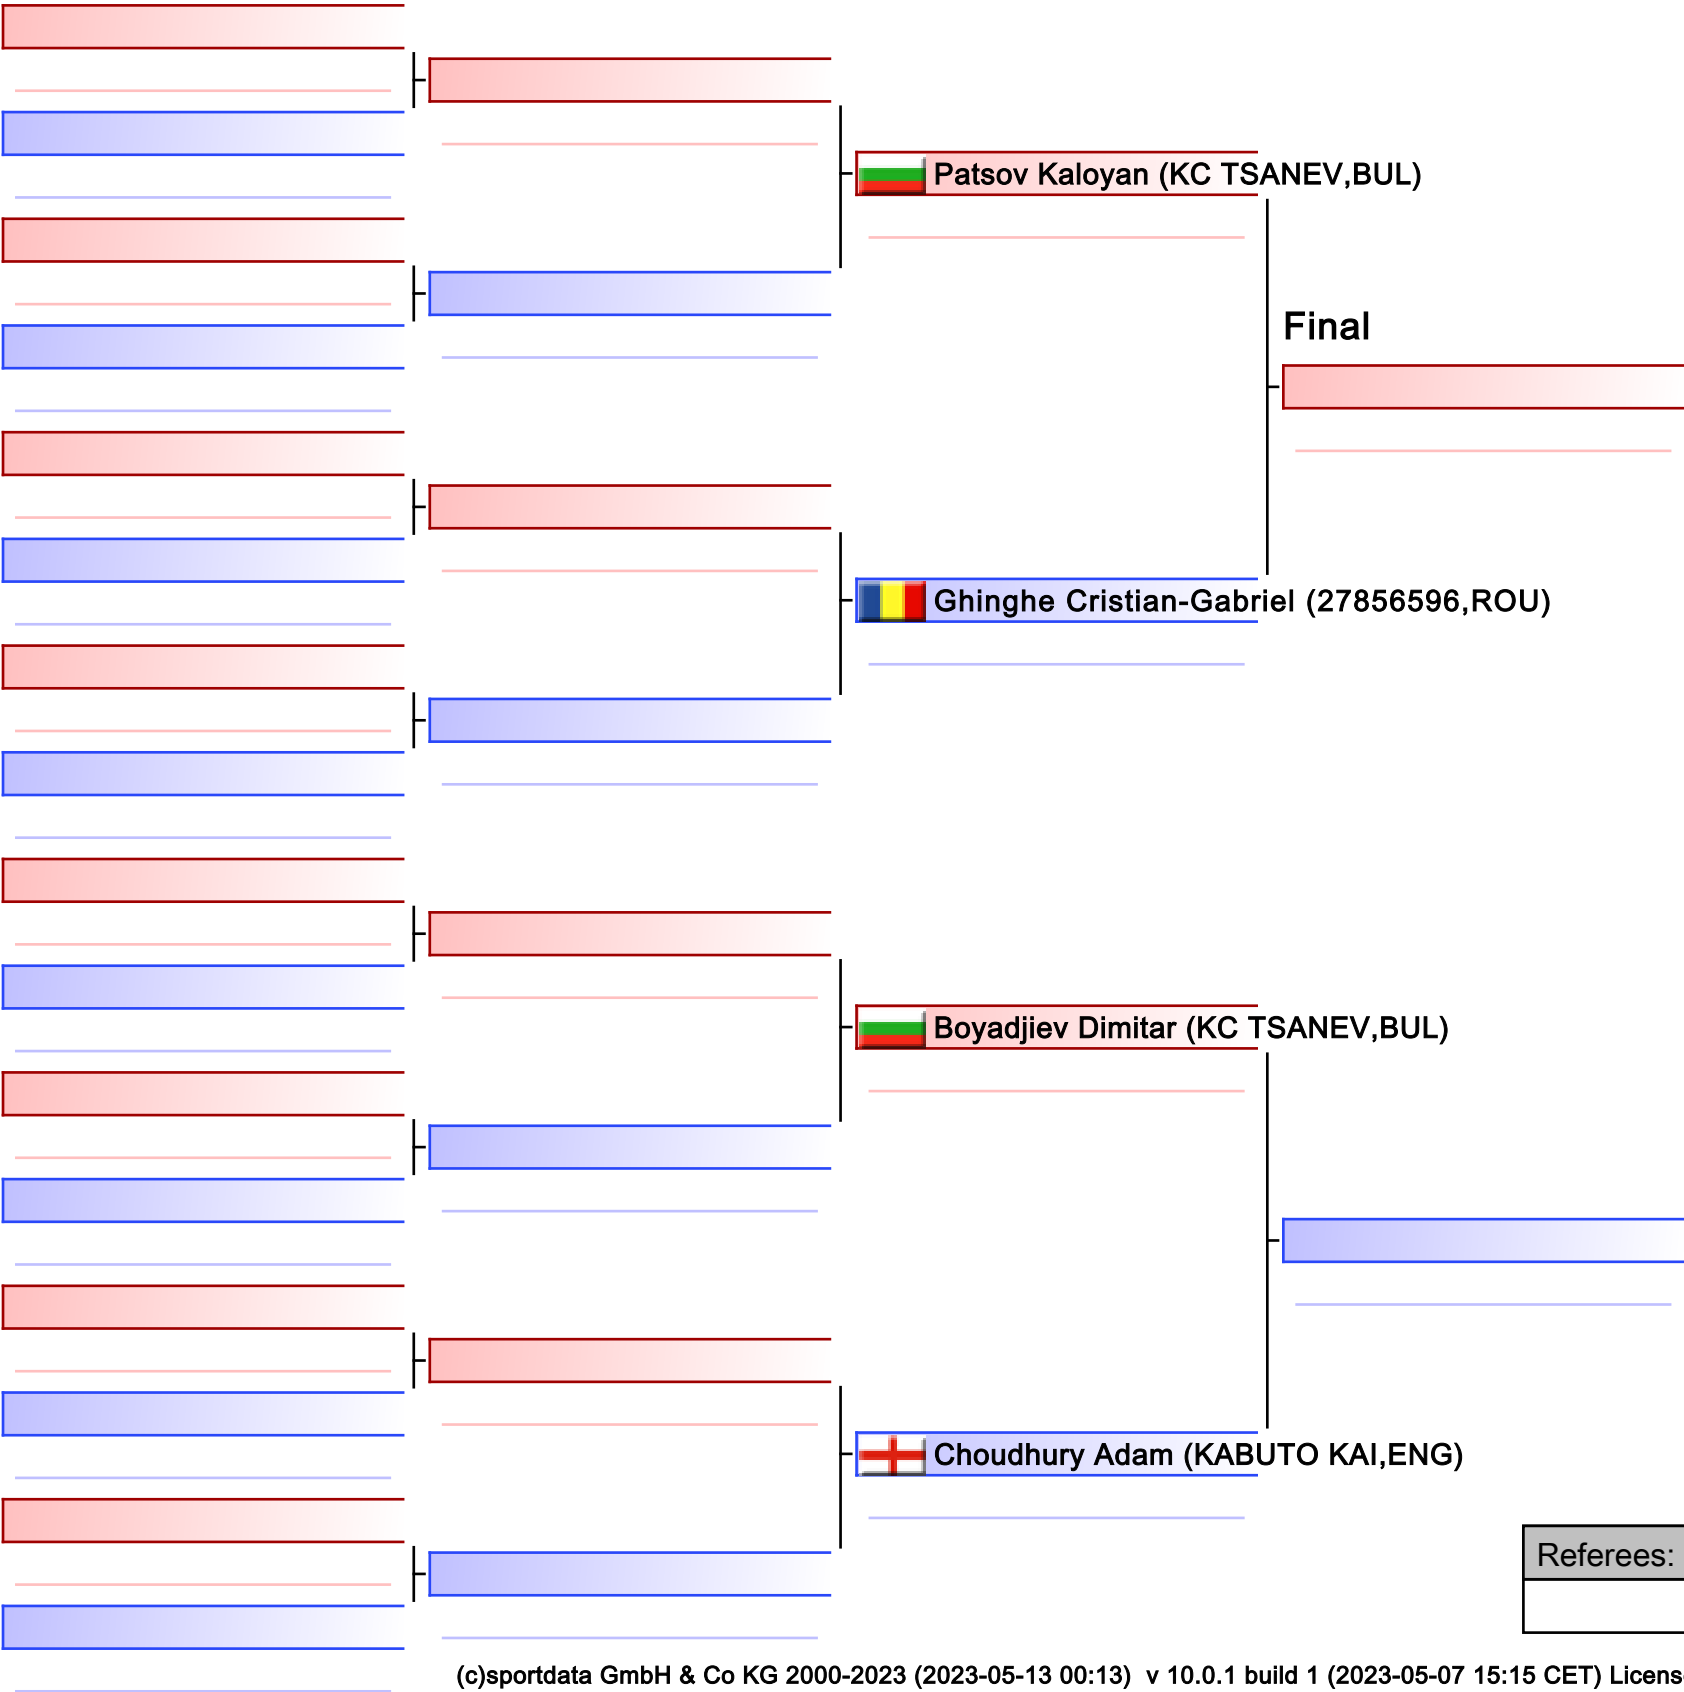 Patsov Kaloyan (KC TSANEV,BUL)
Final
Ghinghe Cristian-Gabriel (27856596,ROU)
Boyadjiev Dimitar (KC TSANEV,BUL)
Choudhury Adam (KABUTO KAI,ENG)
Referees:
(c)sportdata GmbH & Co KG 2000-2023 (2023-05-13 00:13) v 10.0.1 build 1 (2023-05-07 15:15 CET)